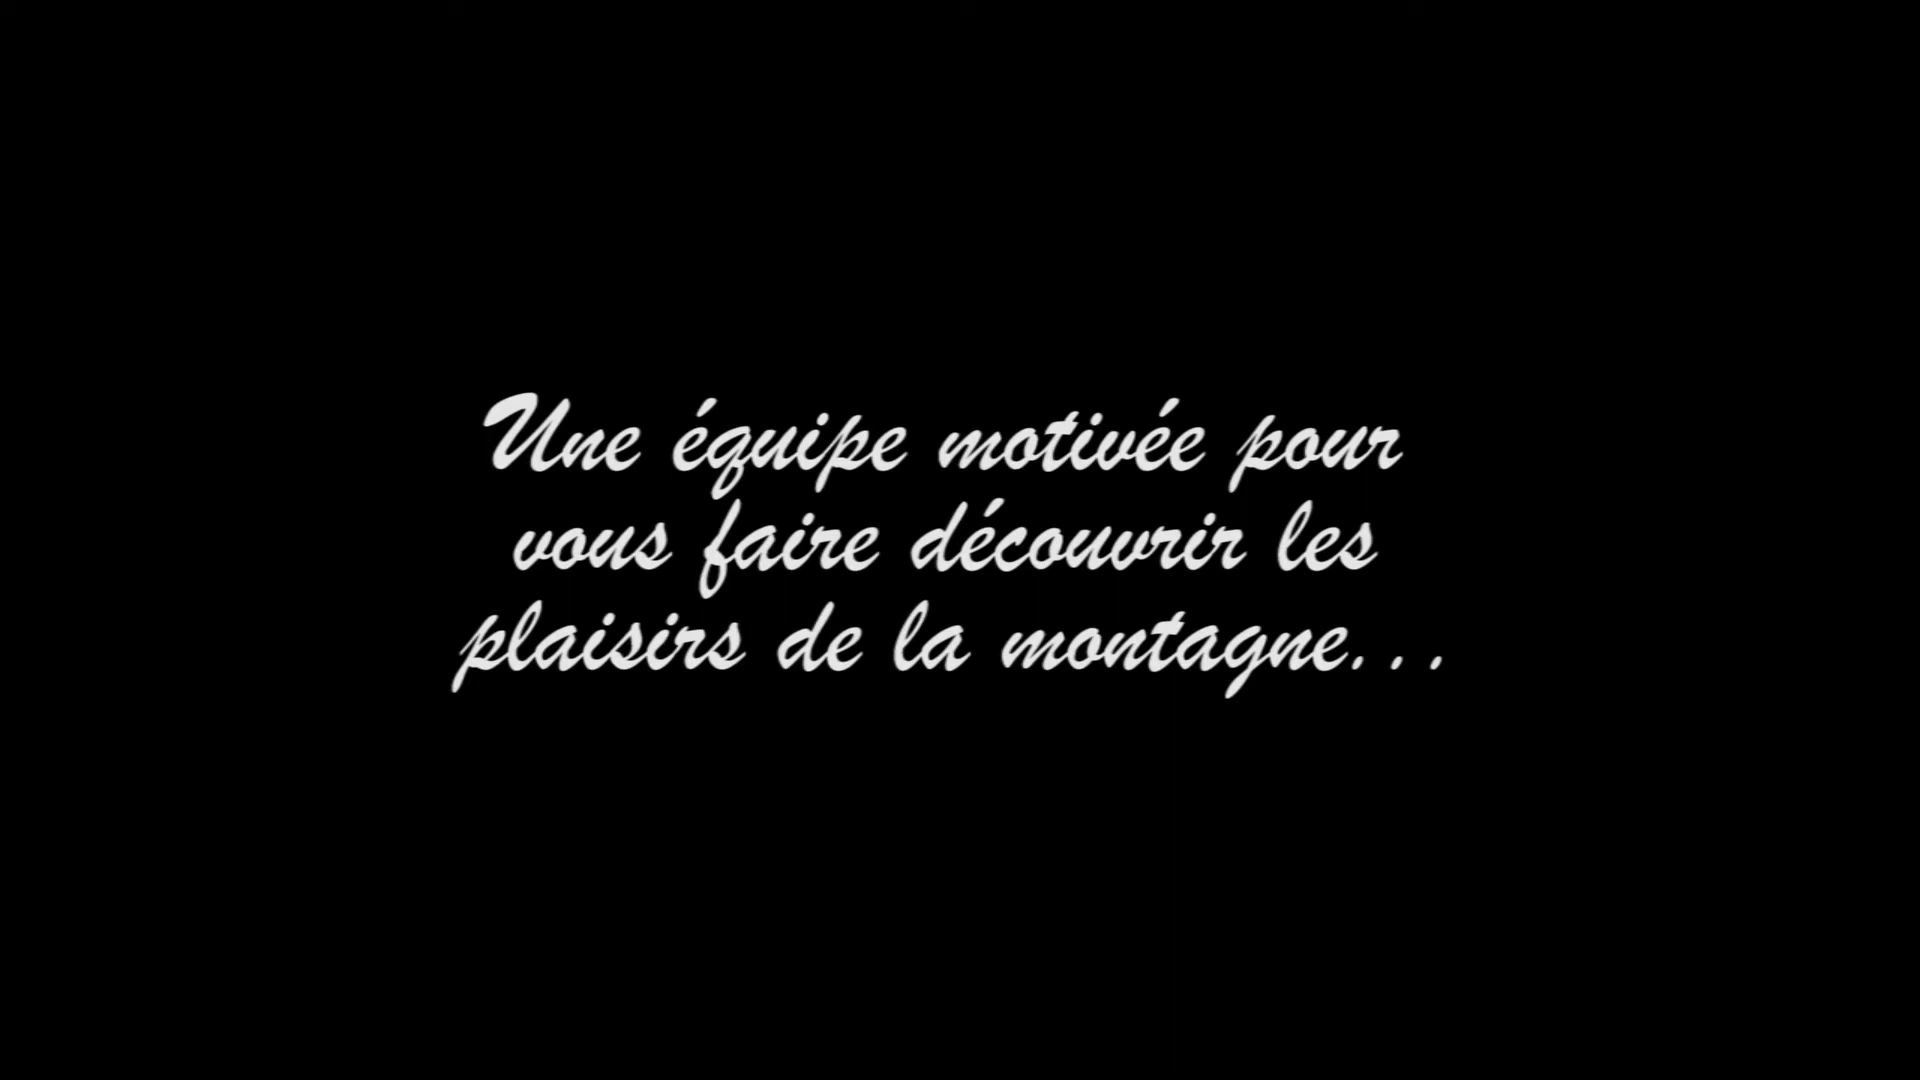 Une équipe motivée pour
vous faire découvrir les
plaisirs de la montagne...